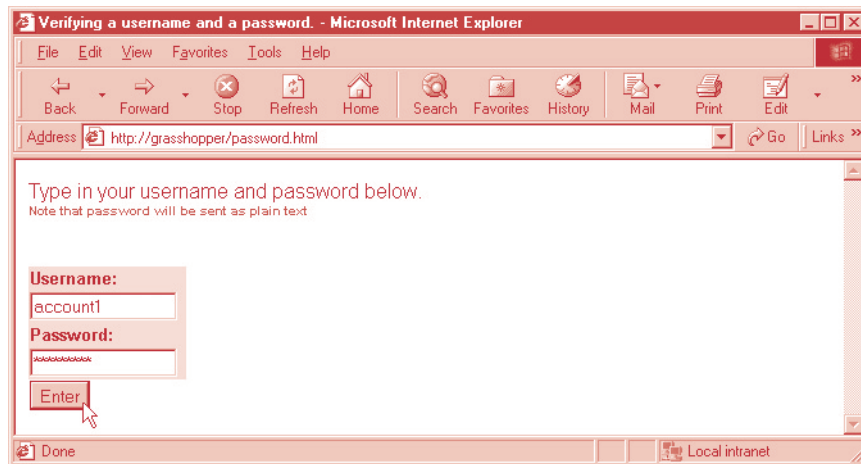 Verifying a username and a password. - Microsoft Internet Explorer
File Edit View Favorites Tools Help
Back Forward Stop Refresh Home Search Favorites History Mail Print Edit »
Address http://grasshopper/password.html Go Links »
Type in your username and password below.
Note that password will be sent as plain text
Username:
account1
Password:
**********
Enter
Done Local intranet